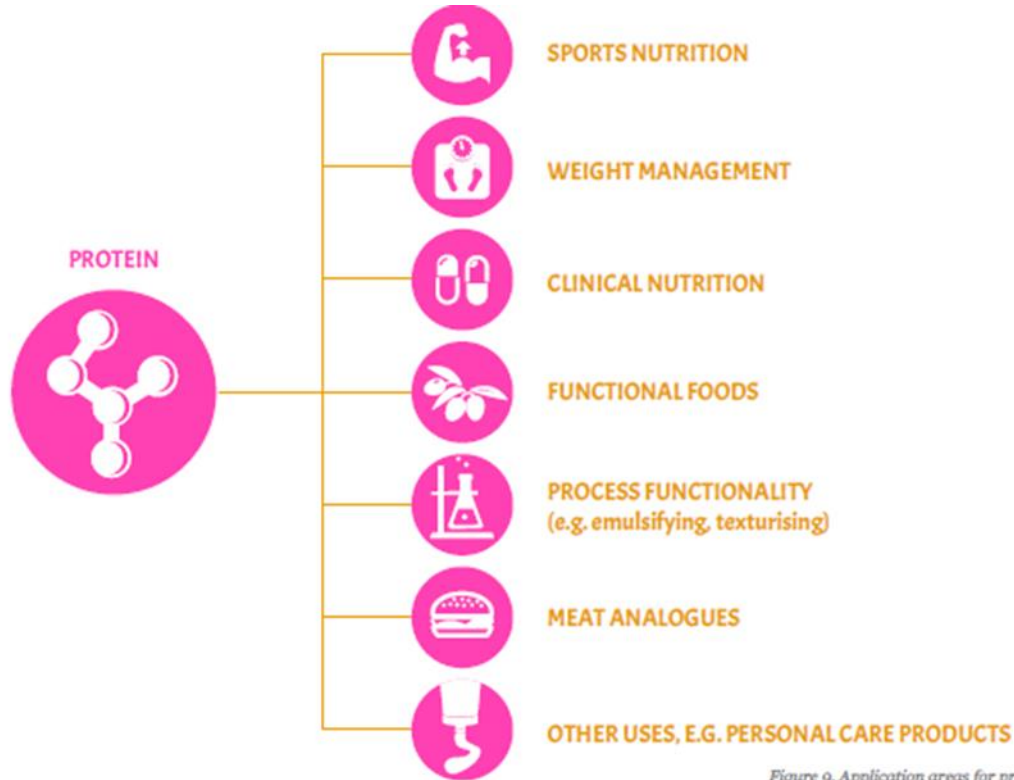 SPORTS NUTRITION
WEIGHT MANAGEMENT
PROTEIN
CLINICAL NUTRITION
FUNCTIONAL FOODS
PROCESS FUNCTIONALITY
(e.g. emulsifying, texturising)
MEAT ANALOGUES
OTHER USES, E.G. PERSONAL CARE PRODUCTS
Figure 9. Application areas for